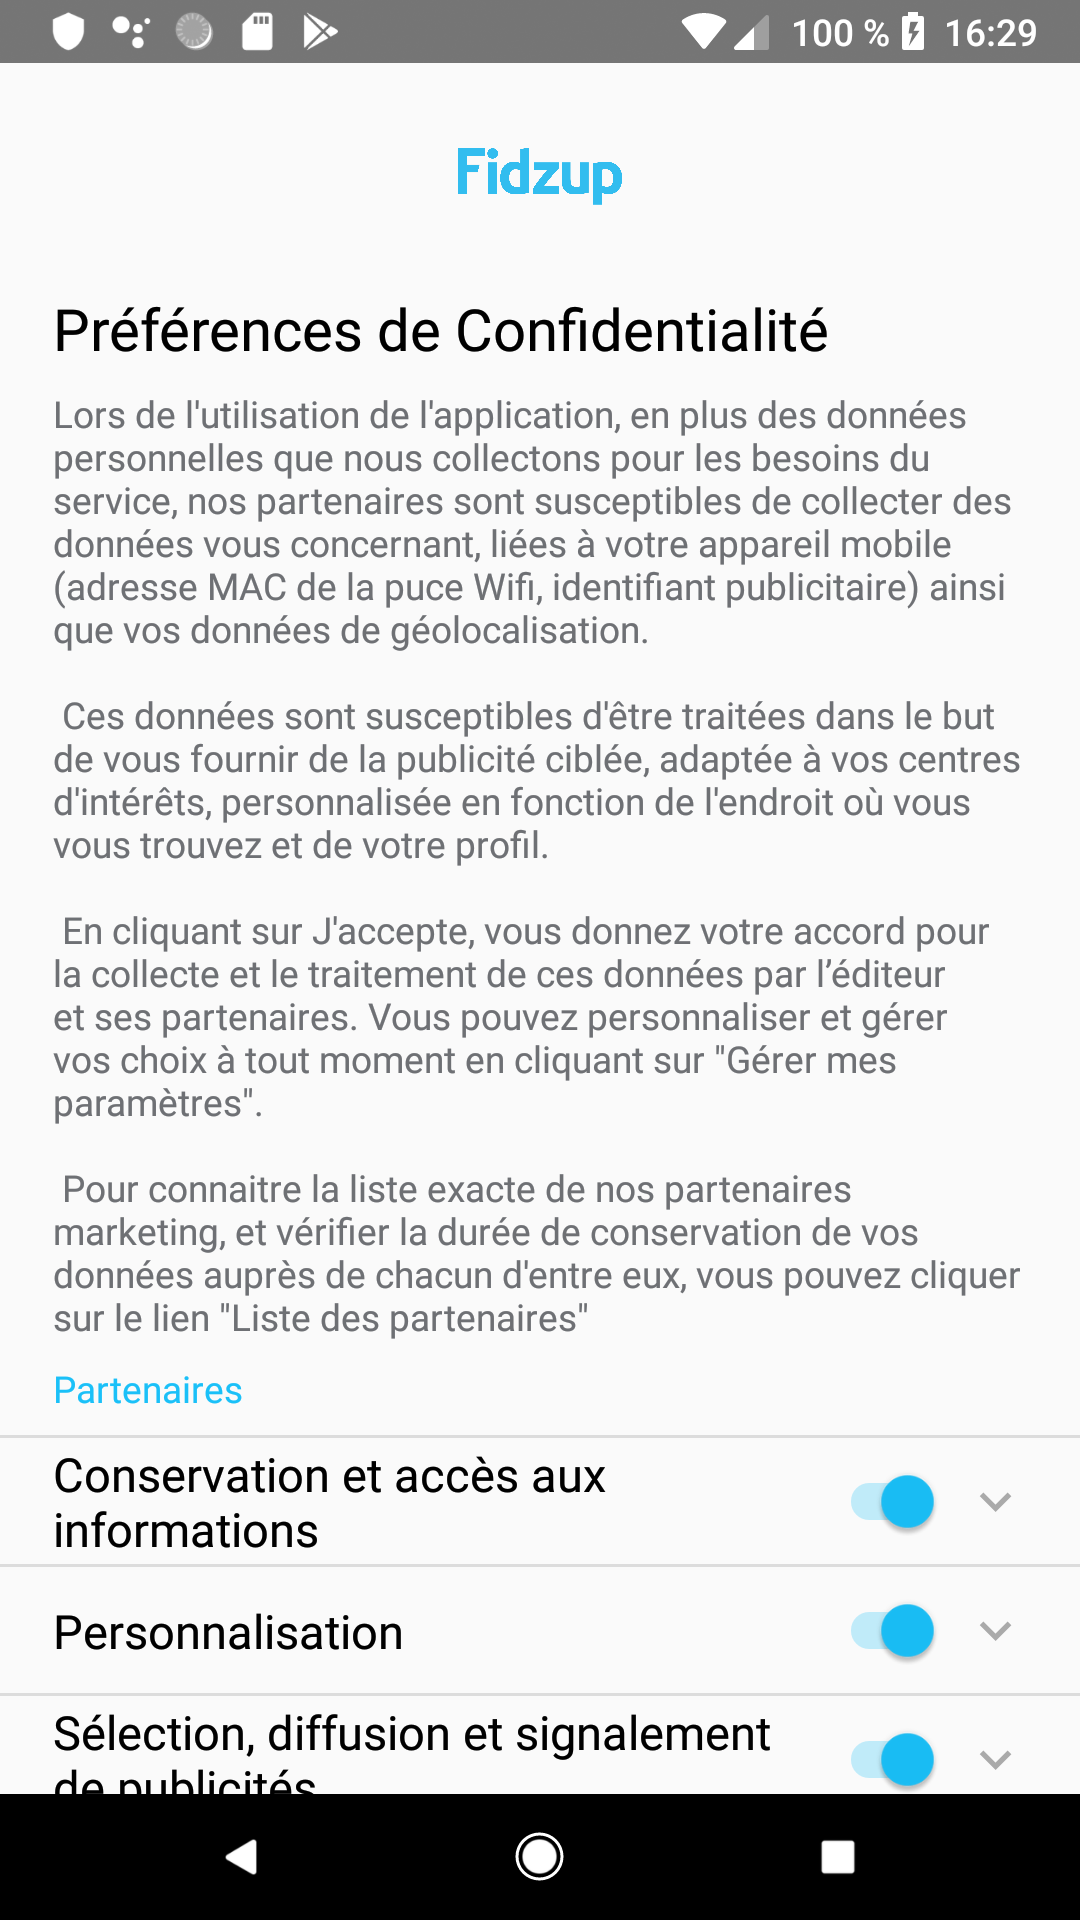 100 % 16:29
Fidzup
Préférences de Confidentialité
Lors de l'utilisation de l'application, en plus des données
personnelles que nous collectons pour les besoins du
service, nos partenaires sont susceptibles de collecter des
données vous concernant, liées à votre appareil mobile
(adresse MAC de la puce Wifi, identifiant publicitaire) ainsi
que vos données de géolocalisation.
Ces données sont susceptibles d'être traitées dans le but
de vous fournir de la publicité ciblée, adaptée à vos centres
d'intérêts, personnalisée en fonction de l'endroit où vous
vous trouvez et de votre profil.
En cliquant sur J'accepte, vous donnez votre accord pour
la collecte et le traitement de ces données par l’éditeur
et ses partenaires. Vous pouvez personnaliser et gérer
vos choix à tout moment en cliquant sur "Gérer mes
paramètres".
Pour connaitre la liste exacte de nos partenaires
marketing, et vérifier la durée de conservation de vos
données auprès de chacun d'entre eux, vous pouvez cliquer
sur le lien "Liste des partenaires"
Partenaires
Conservation et accès aux
informations
Personnalisation
Sélection, diffusion et signalement
de publicités